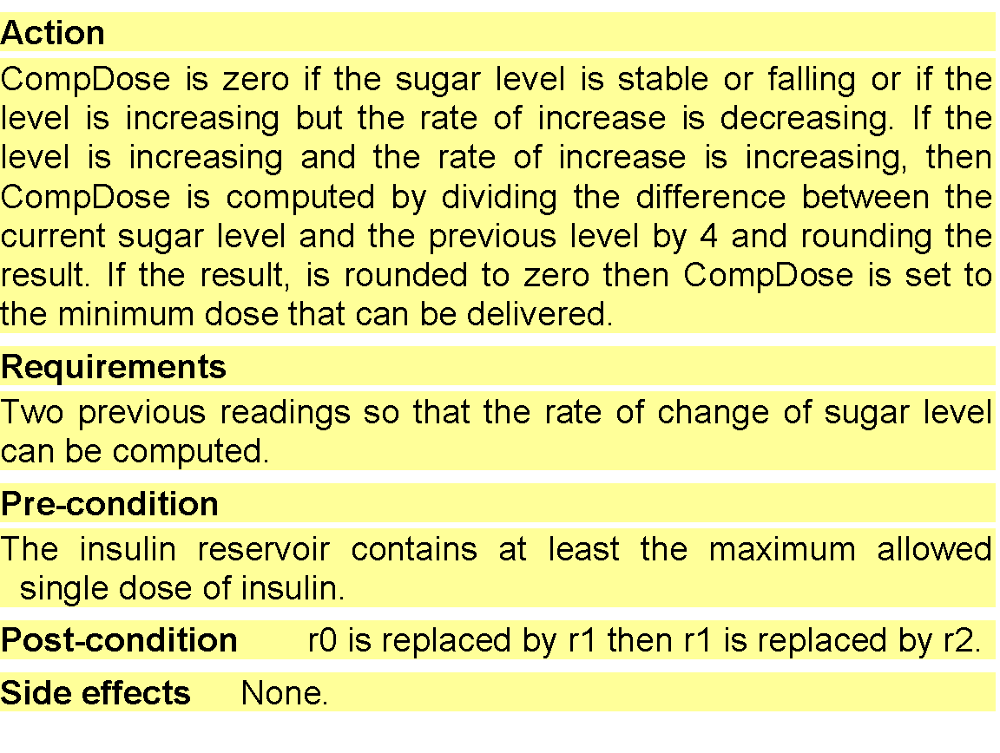 Action
CompDose is zero if the sugar level is stable or falling or if the
level is increasing but the rate of increase is decreasing. If the
level is increasing and the rate of increase is increasing, then
CompDose is computed by dividing the difference between the
current sugar level and the previous level by 4 and rounding the
result. If the result, is rounded to zero then CompDose is set to
the minimum dose that can be delivered.
Requirements
Two previous readings so that the rate of change of sugar level
can be computed.
Pre-condition
The insulin reservoir contains at least the maximum allowed
single dose of insulin.
Post-condition r0 is replaced by r1 then r1 is replaced by r2.
Side effects None.